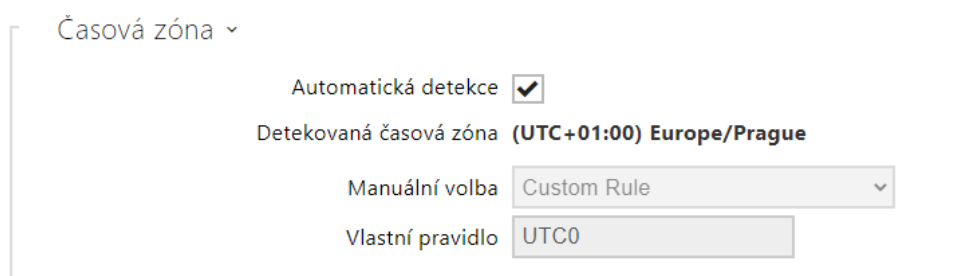 Časová zóna
Automatická detekce
Detekovaná časová zóna (UTC+01:00) Europe/Prague
Manuální volba Custom Rule
Vlastní pravidlo UTC0